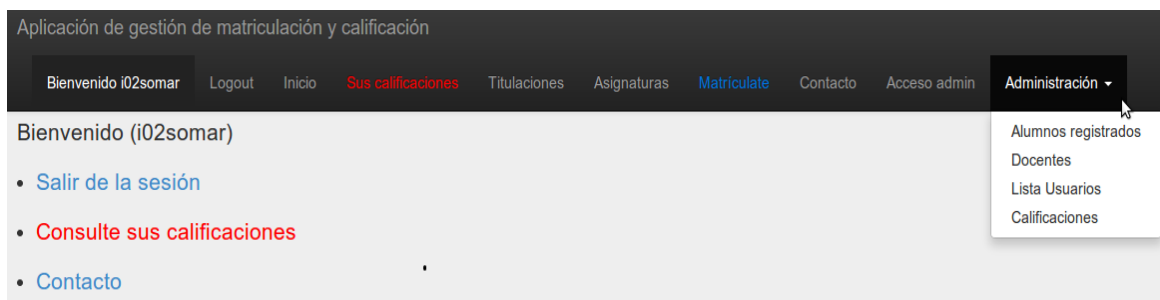 Aplicación de gestión de matriculación y calificación
Bienvenido i02somar Logout Inicio Sus calificaciones Titulaciones Asignaturas Matrículate Contacto Acceso admin Administración
Alumnos registrados
Docentes
Lista Usuarios
Calificaciones
Bienvenido (i02somar)
Salir de la sesión
Consulte sus calificaciones
Contacto